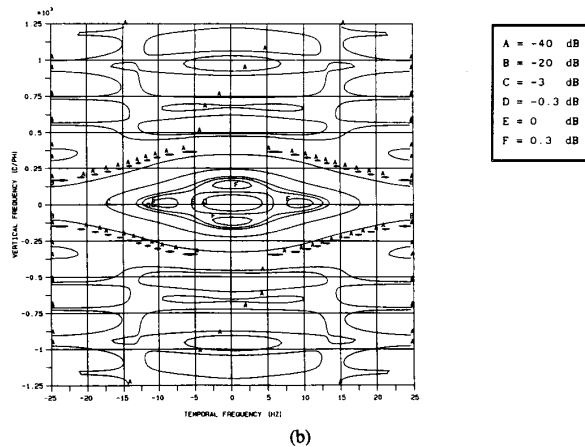 ×10³
A = -40 dB
B = -20 dB
C = -3 dB
D = -0.3 dB
E = 0 dB
F = 0.3 dB
1.25
1
0.75
0.5
0.25
0
-0.25
-0.5
-0.75
-1
-1.25
VERTICAL FREQUENCY (C/PH)
-25 -20 -15 -10 -5 0 5 10 15 20 25
TEMPORAL FREQUENCY (HZ)
(b)